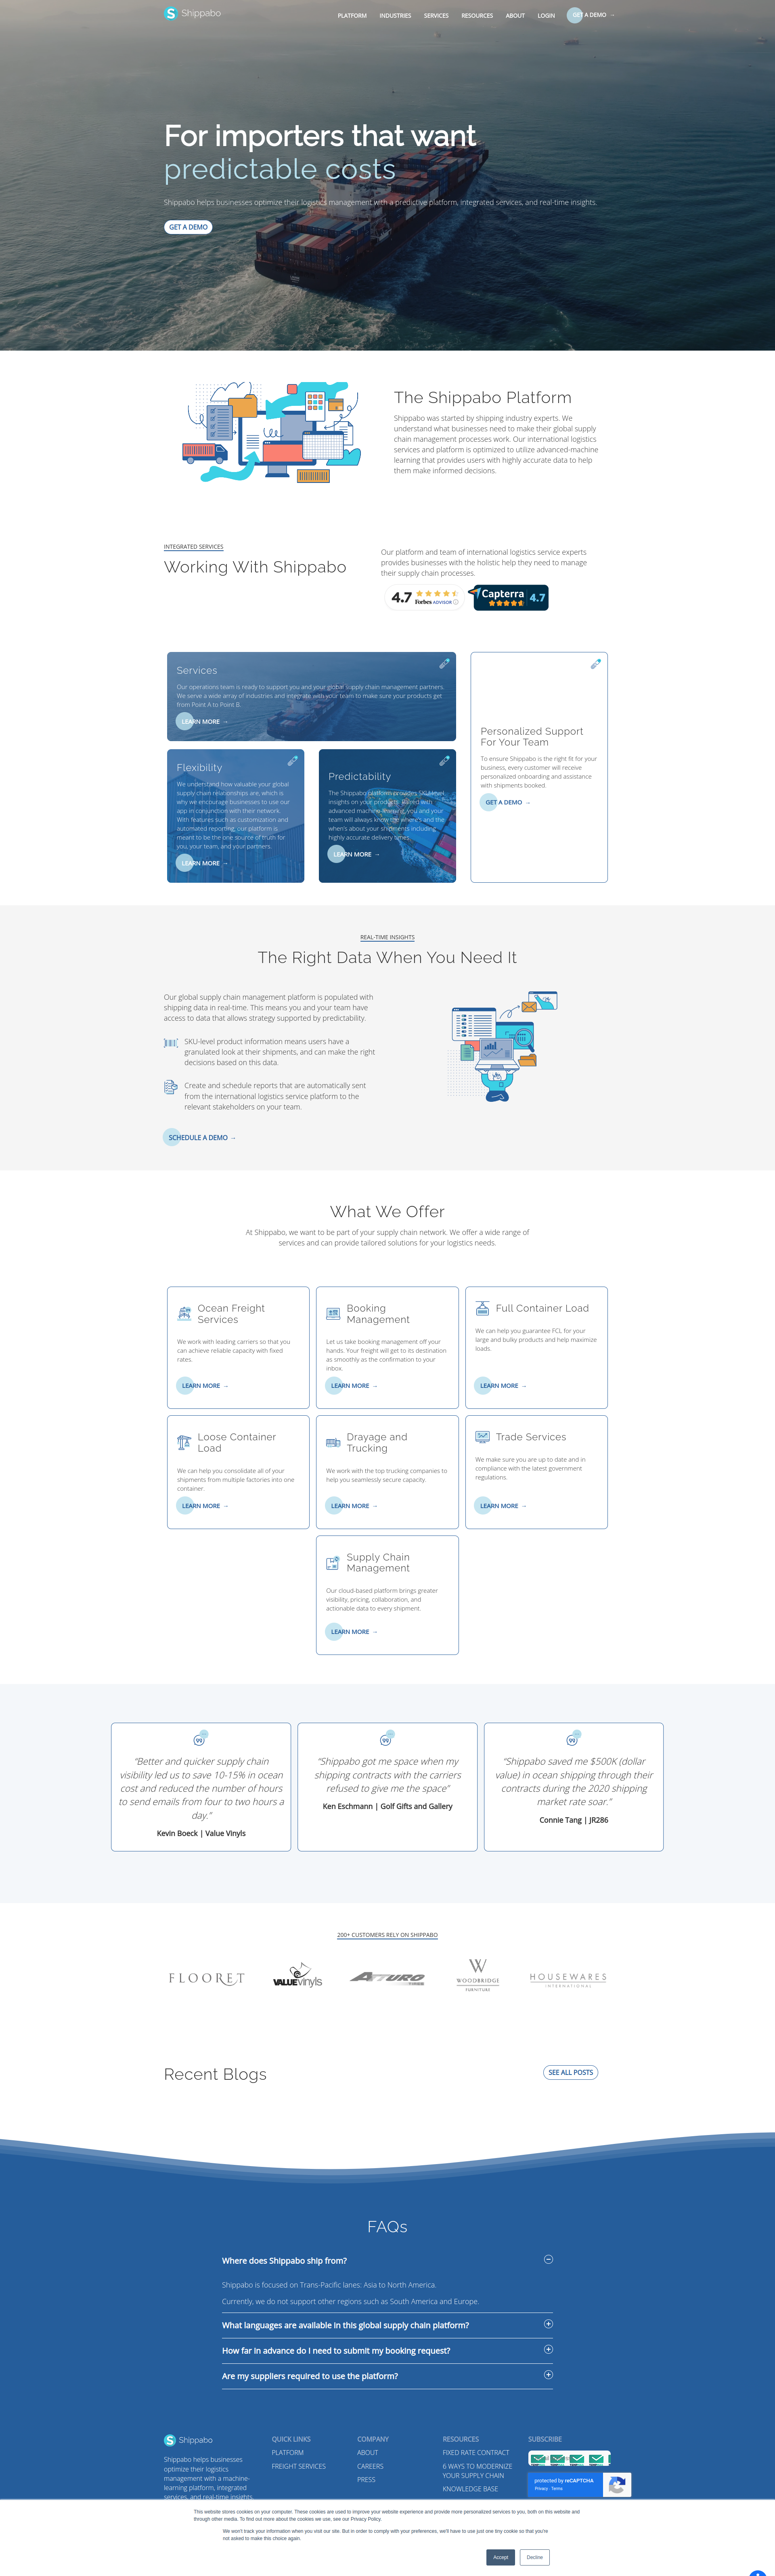 Shippabo
PLATFORM INDUSTRIES SERVICES RESOURCES ABOUT LOGIN GET A DEMO →
For importers that want
predictable costs
Shippabo helps businesses optimize their logistics management with a predictive platform, integrated services, and real-time insights.
GET A DEMO
The Shippabo Platform
Shippabo was started by shipping industry experts. We
understand what businesses need to make their global supply
chain management processes work. Our international logistics
services and platform is optimized to utilize advanced-machine
learning that provides users with highly accurate data to help
them make informed decisions.
INTEGRATED SERVICES
Working With Shippabo
Our platform and team of international logistics service experts
provides businesses with the holistic help they need to manage
their supply chain processes.
4.7
Forbes ADVISOR
Capterra
4.7
Services
Our operations team is ready to support you and your global supply chain management partners.
We serve a wide array of industries and integrate with your team to make sure your products get
from Point A to Point B.
LEARN MORE →
Flexibility
We understand how valuable your global
supply chain relationships are, which is
why we encourage businesses to use our
app in conjunction with their network.
With features such as customization and
automated reporting, our platform is
meant to be the one source of truth for
you, your team, and your partners.
LEARN MORE →
Predictability
The Shippabo platform provides SKU-level
insights on your products. Paired with
advanced machine-learning, you and your
team will always know the where's and the
when's about your shipments including
highly accurate delivery times.
LEARN MORE →
Personalized Support
For Your Team
To ensure Shippabo is the right fit for your
business, every customer will receive
personalized onboarding and assistance
with shipments booked.
GET A DEMO →
REAL-TIME INSIGHTS
The Right Data When You Need It
Our global supply chain management platform is populated with
shipping data in real-time. This means you and your team have
access to data that allows strategy supported by predictability.
SKU-level product information means users have a
granulated look at their shipments, and can make the right
decisions based on this data.
Create and schedule reports that are automatically sent
from the international logistics service platform to the
relevant stakeholders on your team.
SCHEDULE A DEMO →
What We Offer
At Shippabo, we want to be part of your supply chain network. We offer a wide range of
services and can provide tailored solutions for your logistics needs.
Ocean Freight
Services
We work with leading carriers so that you
can achieve reliable capacity with fixed
rates.
LEARN MORE →
Booking
Management
Let us take booking management off your
hands. Your freight will get to its destination
as smoothly as the confirmation to your
inbox.
LEARN MORE →
Full Container Load
We can help you guarantee FCL for your
large and bulky products and help maximize
loads.
LEARN MORE →
Loose Container
Load
We can help you consolidate all of your
shipments from multiple factories into one
container.
LEARN MORE →
Drayage and
Trucking
We work with the top trucking companies to
help you seamlessly secure capacity.
LEARN MORE →
Trade Services
We make sure you are up to date and in
compliance with the latest government
regulations.
LEARN MORE →
Supply Chain
Management
Our cloud-based platform brings greater
visibility, pricing, collaboration, and
actionable data to every shipment.
LEARN MORE →
"Better and quicker supply chain
visibility led us to save 10-15% in ocean
cost and reduced the number of hours
to send emails from four to two hours a
day."
Kevin Boeck | Value Vinyls
"Shippabo got me space when my
shipping contracts with the carriers
refused to give me the space"
Ken Eschmann | Golf Gifts and Gallery
"Shippabo saved me $500K (dollar
value) in ocean shipping through their
contracts during the 2020 shipping
market rate soar."
Connie Tang | JR286
200+ CUSTOMERS RELY ON SHIPPABO
FLOORET
VALUEvinyls
ATTURO
W
WOODBRIDGE
FURNITURE
HOUSEWARES
INTERNATIONAL
Recent Blogs
SEE ALL POSTS
FAQs
Where does Shippabo ship from?
Shippabo is focused on Trans-Pacific lanes: Asia to North America.
Currently, we do not support other regions such as South America and Europe.
What languages are available in this global supply chain platform?
How far in advance do I need to submit my booking request?
Are my suppliers required to use the platform?
Shippabo
Shippabo helps businesses
optimize their logistics
management with a machine-
learning platform, integrated
services, and real-time insights.
QUICK LINKS
PLATFORM
FREIGHT SERVICES
COMPANY
ABOUT
CAREERS
PRESS
RESOURCES
FIXED RATE CONTRACT
6 WAYS TO MODERNIZE
YOUR SUPPLY CHAIN
KNOWLEDGE BASE
SUBSCRIBE
protected by reCAPTCHA
Privacy - Terms
This website stores cookies on your computer. These cookies are used to improve your website experience and provide more personalized services to you, both on this website and
through other media. To find out more about the cookies we use, see our Privacy Policy.
We won't track your information when you visit our site. But in order to comply with your preferences, we'll have to use just one tiny cookie so that you're
not asked to make this choice again.
Accept
Decline